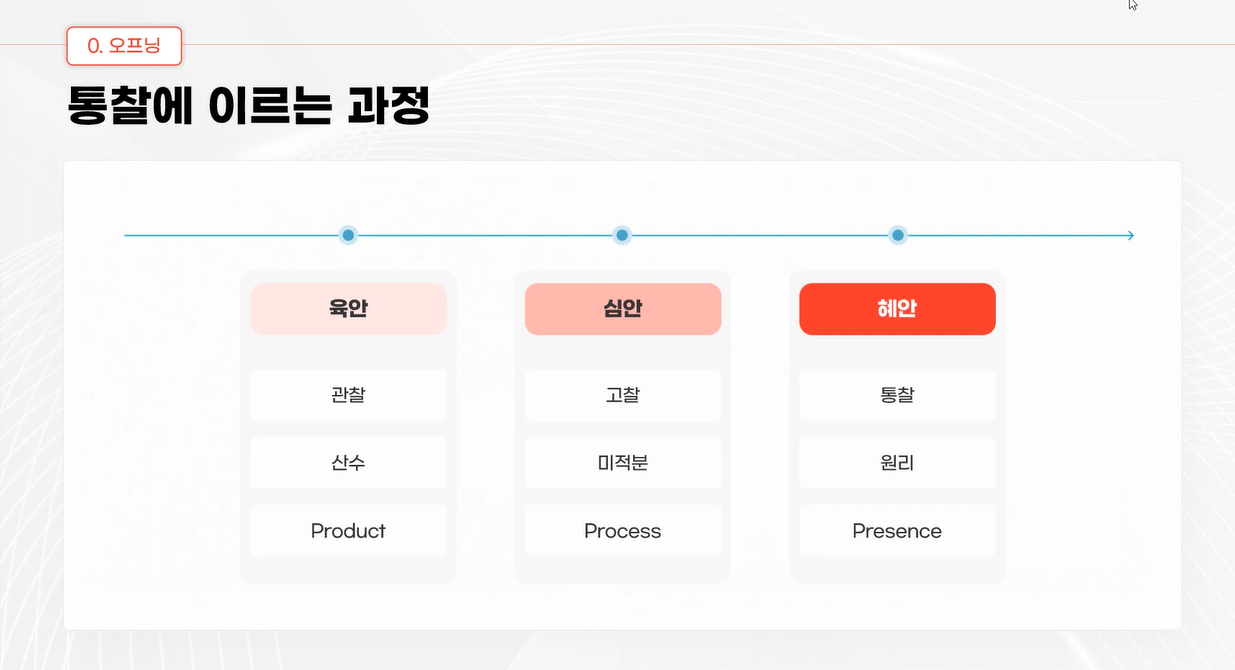 0. 오프닝
통찰에 이르는 과정
육안
관찰
산수
Product
심안
고찰
미적분
Process
혜안
통찰
원리
Presence